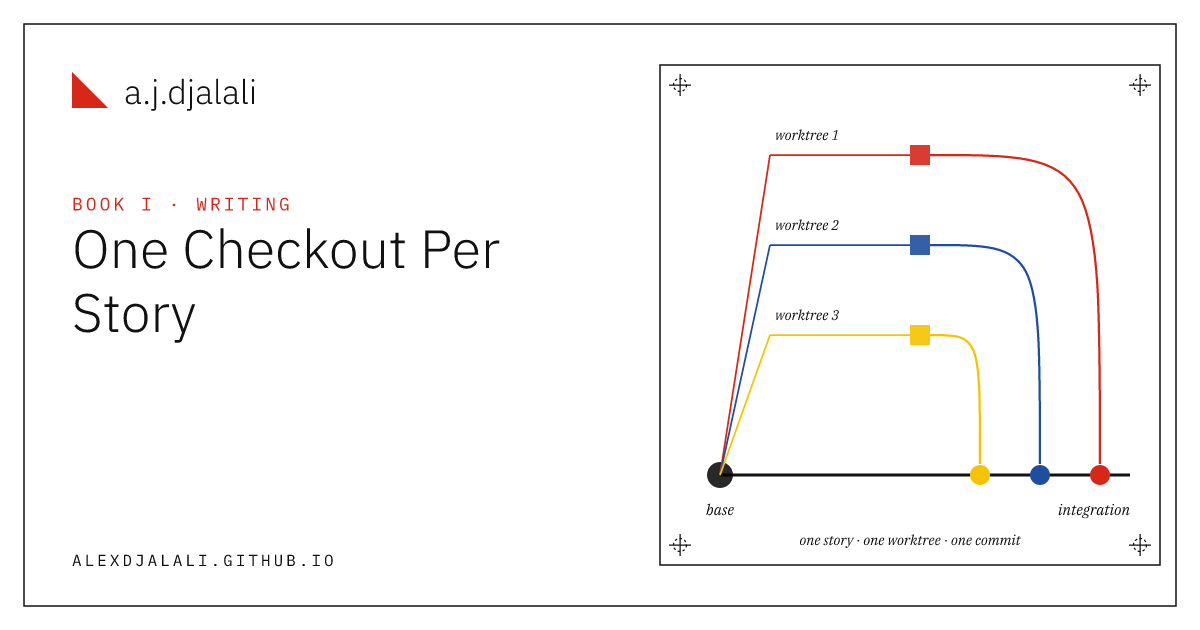 a.j.djalali
BOOK I · WRITING
One Checkout Per
Story
ALEXDJALALI.GITHUB.IO
worktree 1
worktree 2
worktree 3
base
integration
one story · one worktree · one commit